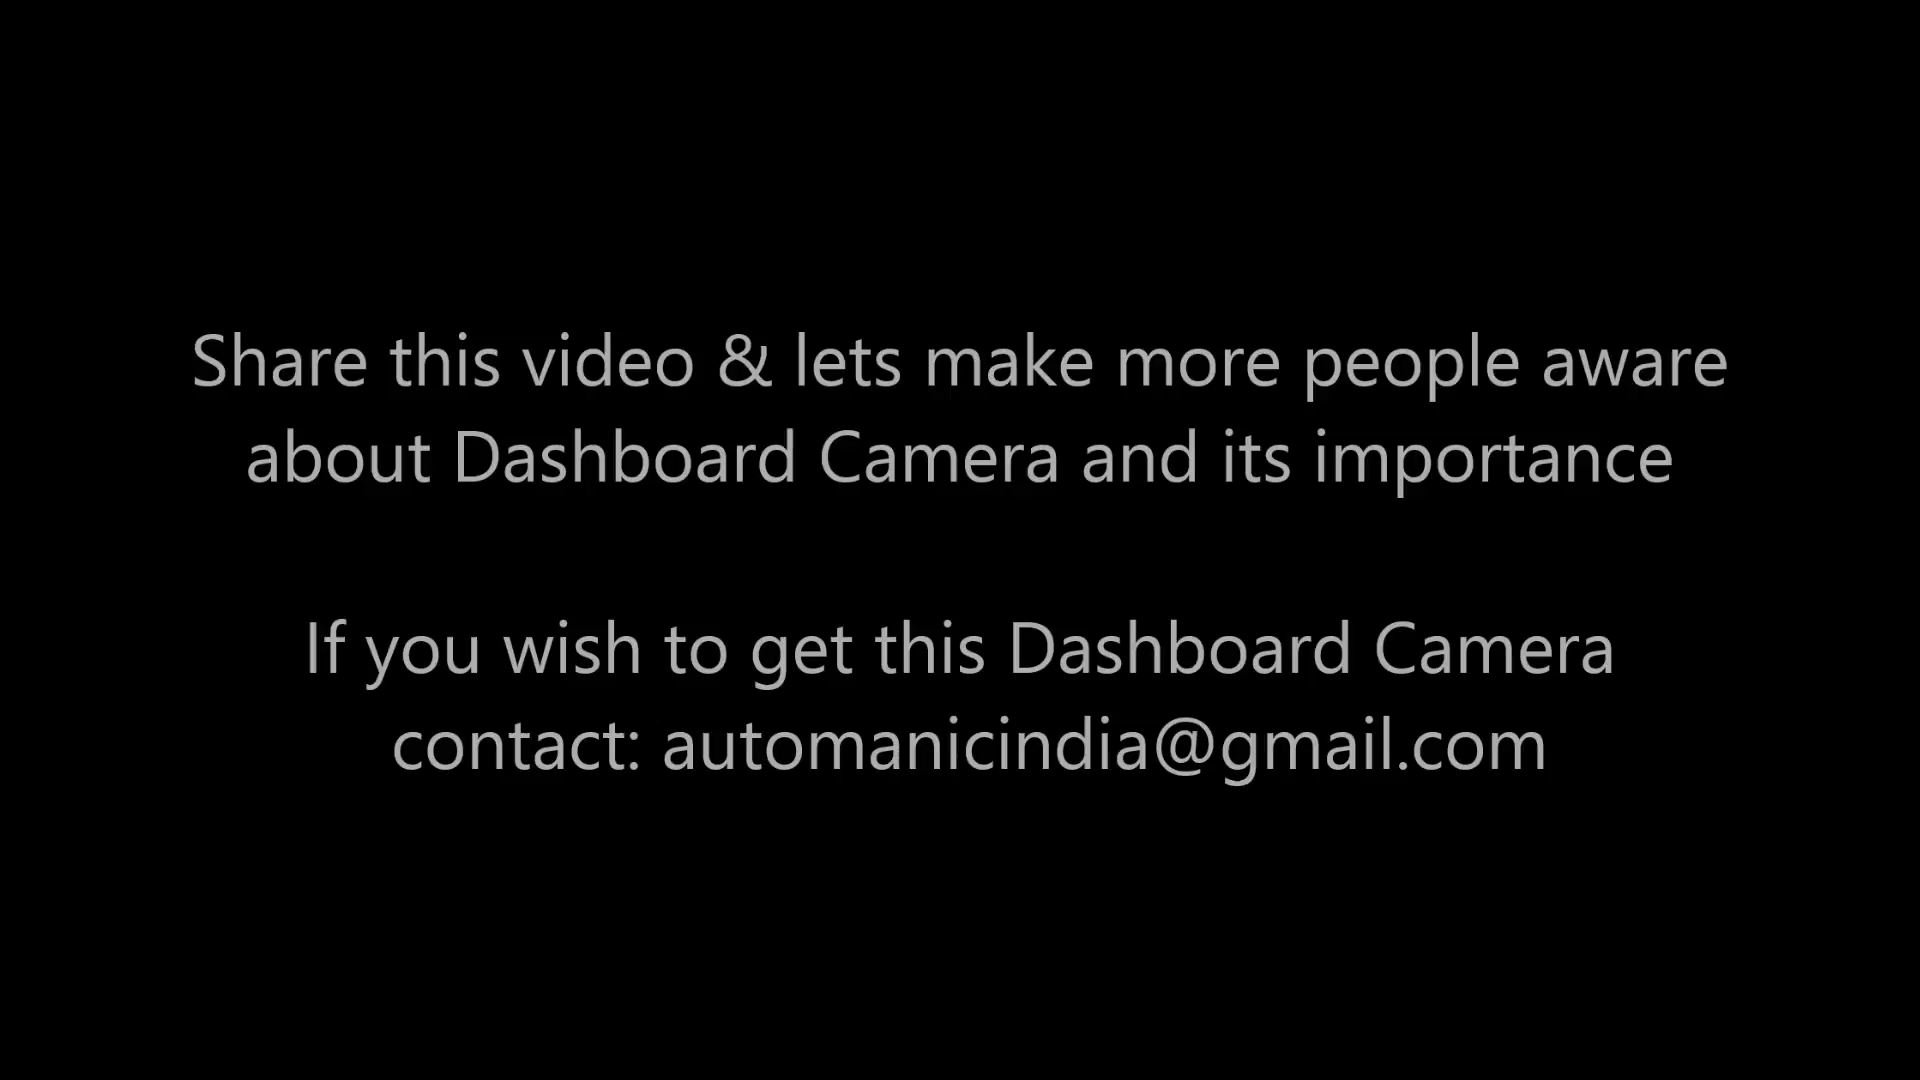 Share this video & lets make more people aware
about Dashboard Camera and its importance
If you wish to get this Dashboard Camera
contact: automanicindia@gmail.com